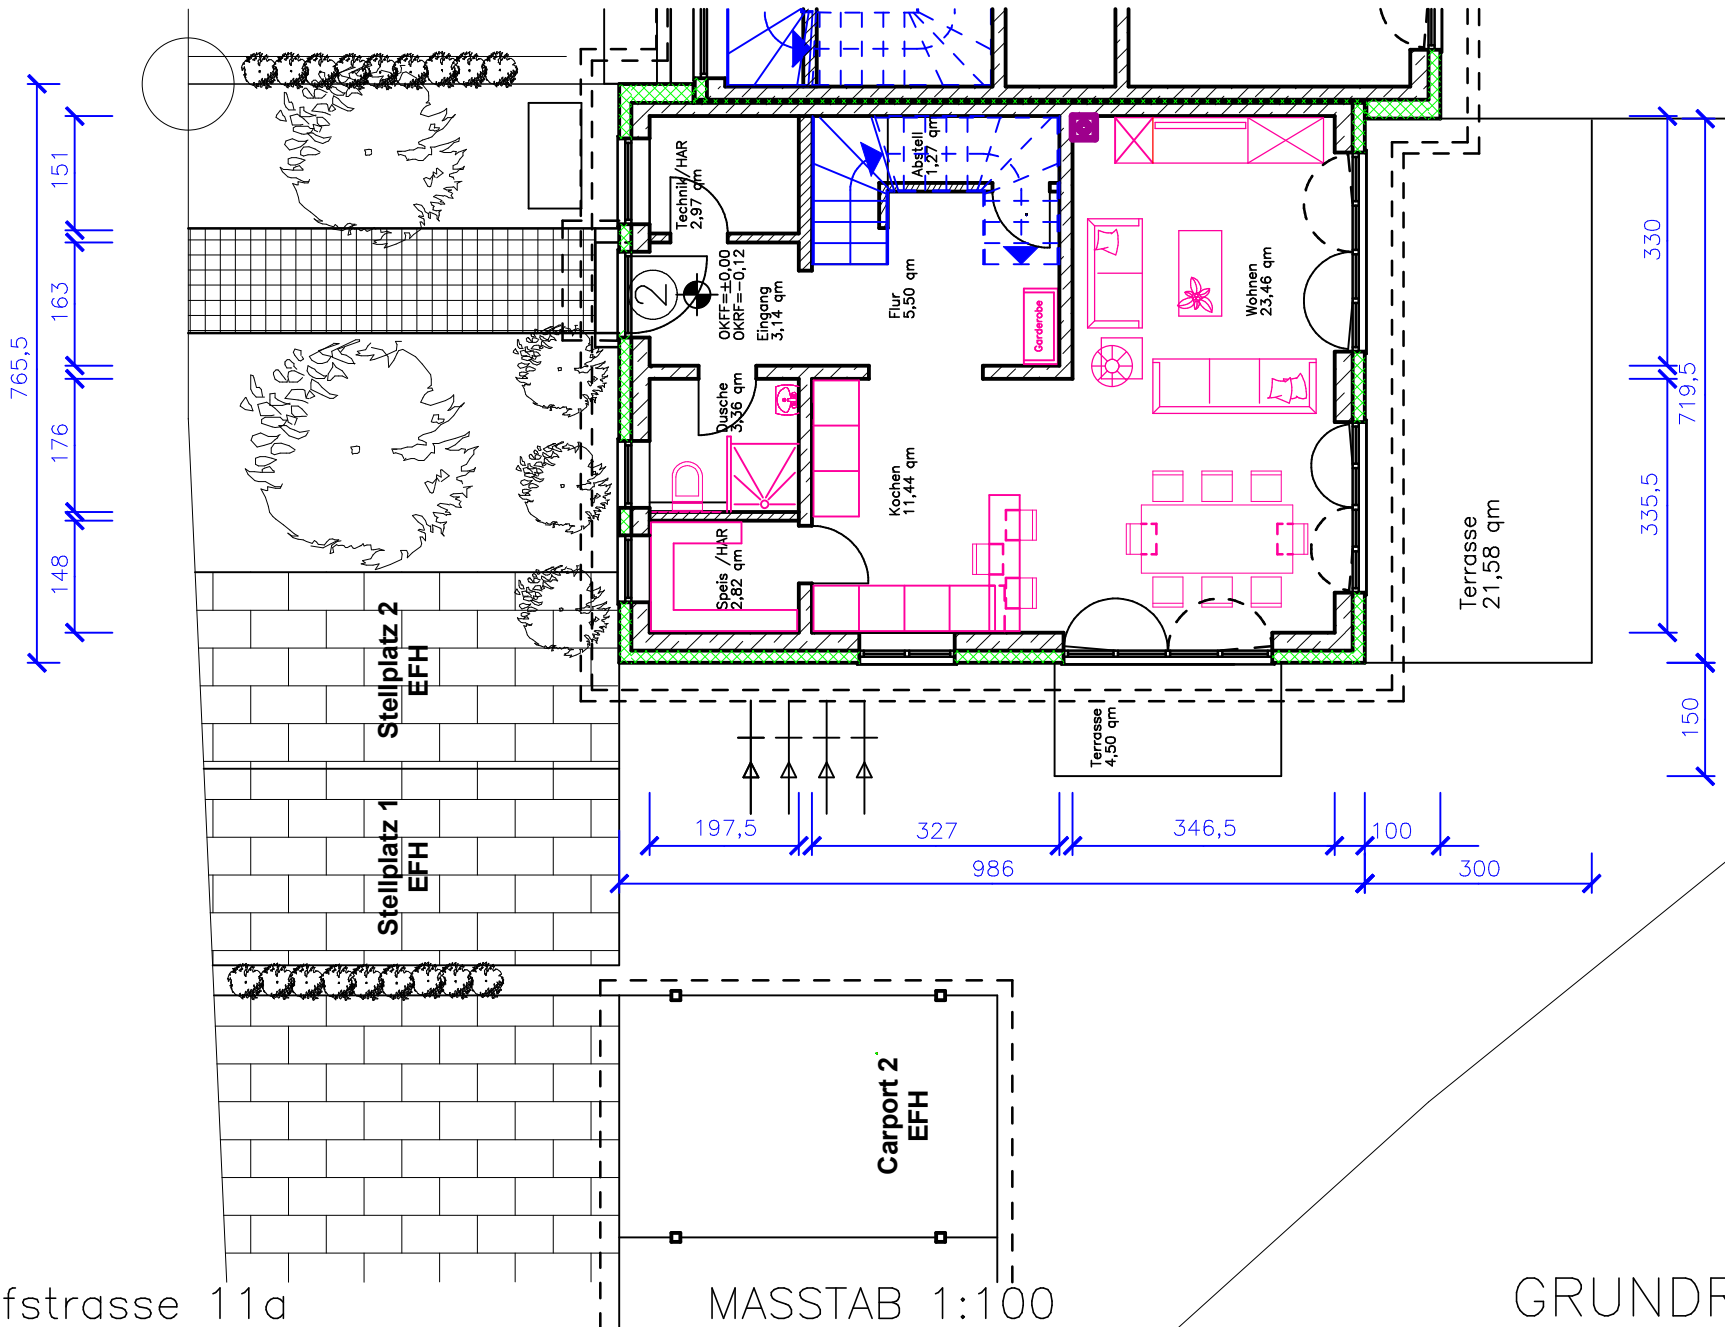 Technik/HAR
2,97 qm
Abstell
1,27 qm
2
OKFF=±0,00
OKRF=-0,12
Eingang
3,14 qm
Flur
5,50 qm
Garderobe
Wohnen
23,46 qm
Dusche
3,36 qm
Kochen
11,44 qm
Speis /HAR
2,82 qm
Terrasse
21,58 qm
Terrasse
4,50 qm
Stellplatz 2
EFH
Stellplatz 1
EFH
Carport 2
EFH
765,5
151
163
176
148
330
719,5
335,5
150
197,5
327
346,5
100
986
300
fstrasse 11a
MASSTAB 1:100
GRUNDR